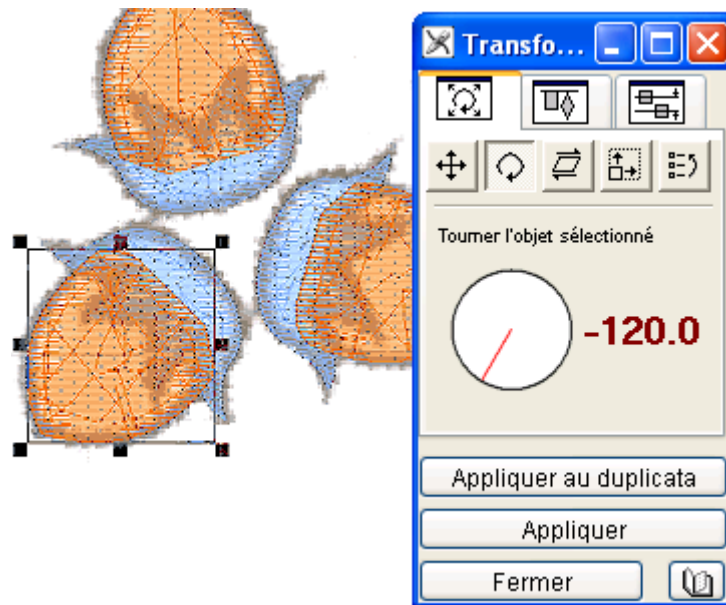 Transfo...
Tourner l'objet sélectionné
-120.0
Appliquer au duplicata
Appliquer
Fermer